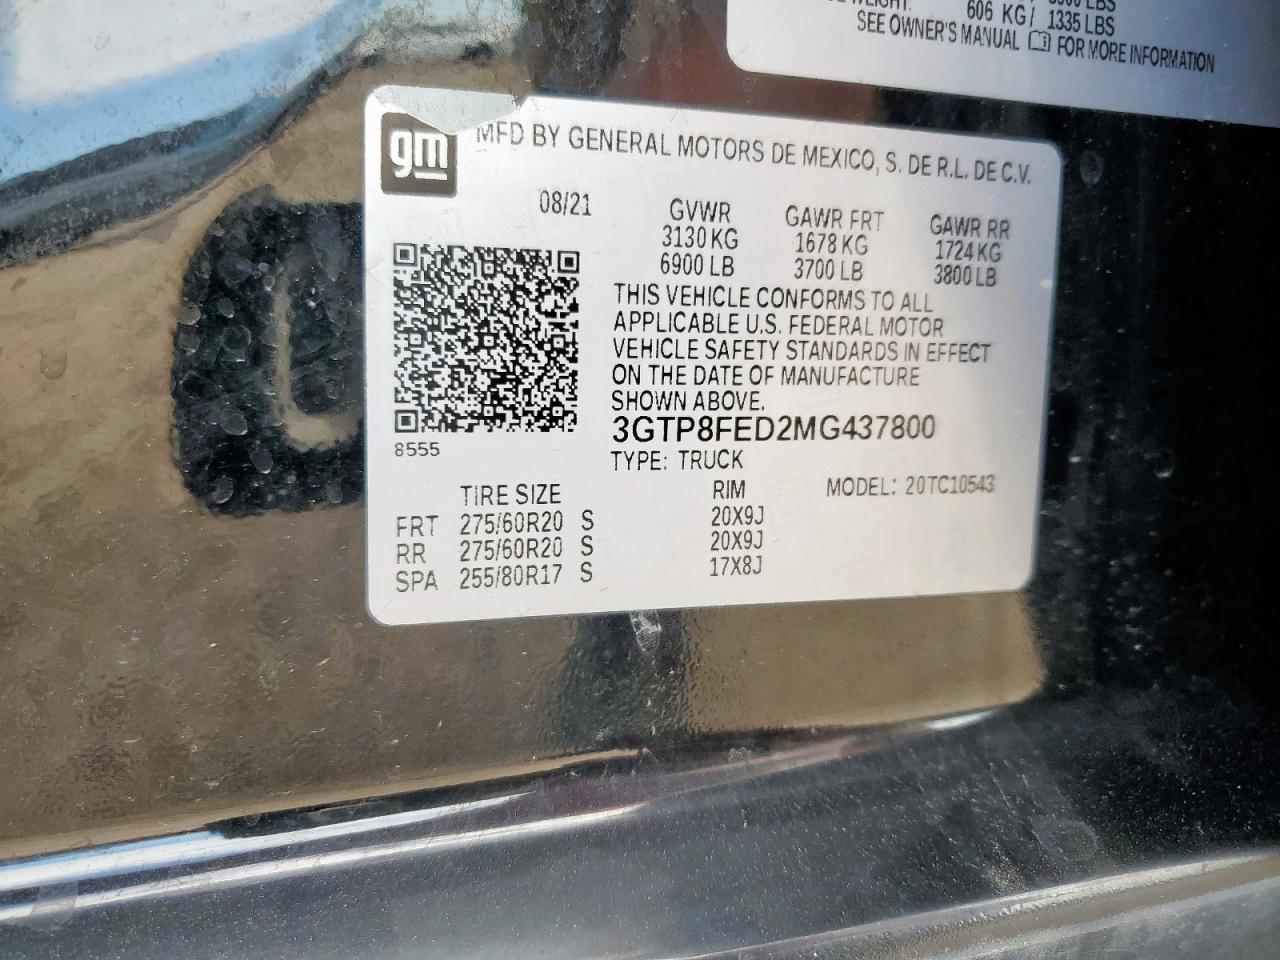 606 KG/ 1335 LBS
SEE OWNER'S MANUAL FOR MORE INFORMATION
gm
MFD BY GENERAL MOTORS DE MEXICO, S. DE R.L. DE C.V.
08/21 GVWR GAWR FRT GAWR RR
3130 KG 1678 KG 1724 KG
6900 LB 3700 LB 3800 LB
THIS VEHICLE CONFORMS TO ALL
APPLICABLE U.S. FEDERAL MOTOR
VEHICLE SAFETY STANDARDS IN EFFECT
ON THE DATE OF MANUFACTURE
SHOWN ABOVE.
3GTP8FED2MG437800
8555
TYPE: TRUCK
TIRE SIZE RIM MODEL: 20TC10543
FRT 275/60R20 S 20X9J
RR 275/60R20 S 20X9J
SPA 255/80R17 S 17X8J